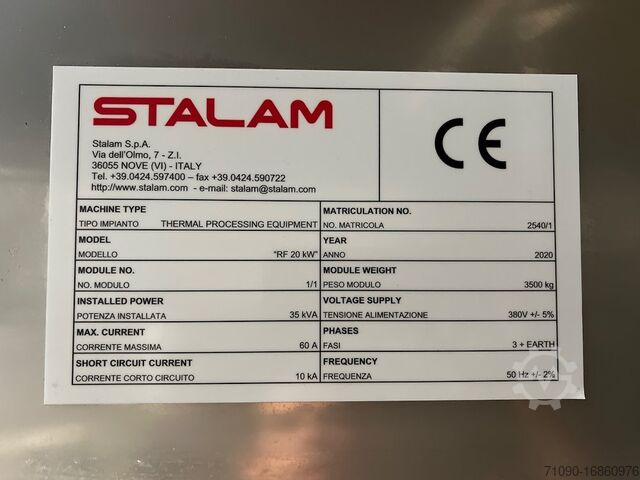 STALAM
CE
Stalam S.p.A.
Via dell'Olmo, 7 - Z.I.
36055 NOVE (VI) - ITALY
Tel. +39.0424.597400 – fax +39.0424.590722
http://www.stalam.com - e-mail: stalam@stalam.com
MACHINE TYPE MATRICULATION NO.
TIPO IMPIANTO THERMAL PROCESSING EQUIPMENT NO. MATRICOLA 2540/1
MODEL YEAR
MODELLO "RF 20 kW" ANNO 2020
MODULE NO. MODULE WEIGHT
NO. MODULO 1/1 PESO MODULO 3500 kg
INSTALLED POWER VOLTAGE SUPPLY
POTENZA INSTALLATA 35 kVA TENSIONE ALIMENTAZIONE 380V +/- 5%
MAX. CURRENT PHASES
CORRENTE MASSIMA 60 A FASI 3 + EARTH
SHORT CIRCUIT CURRENT FREQUENCY
CORRENTE CORTO CIRCUITO 10 kA FREQUENZA 50 Hz +/- 2%
71090-16860976